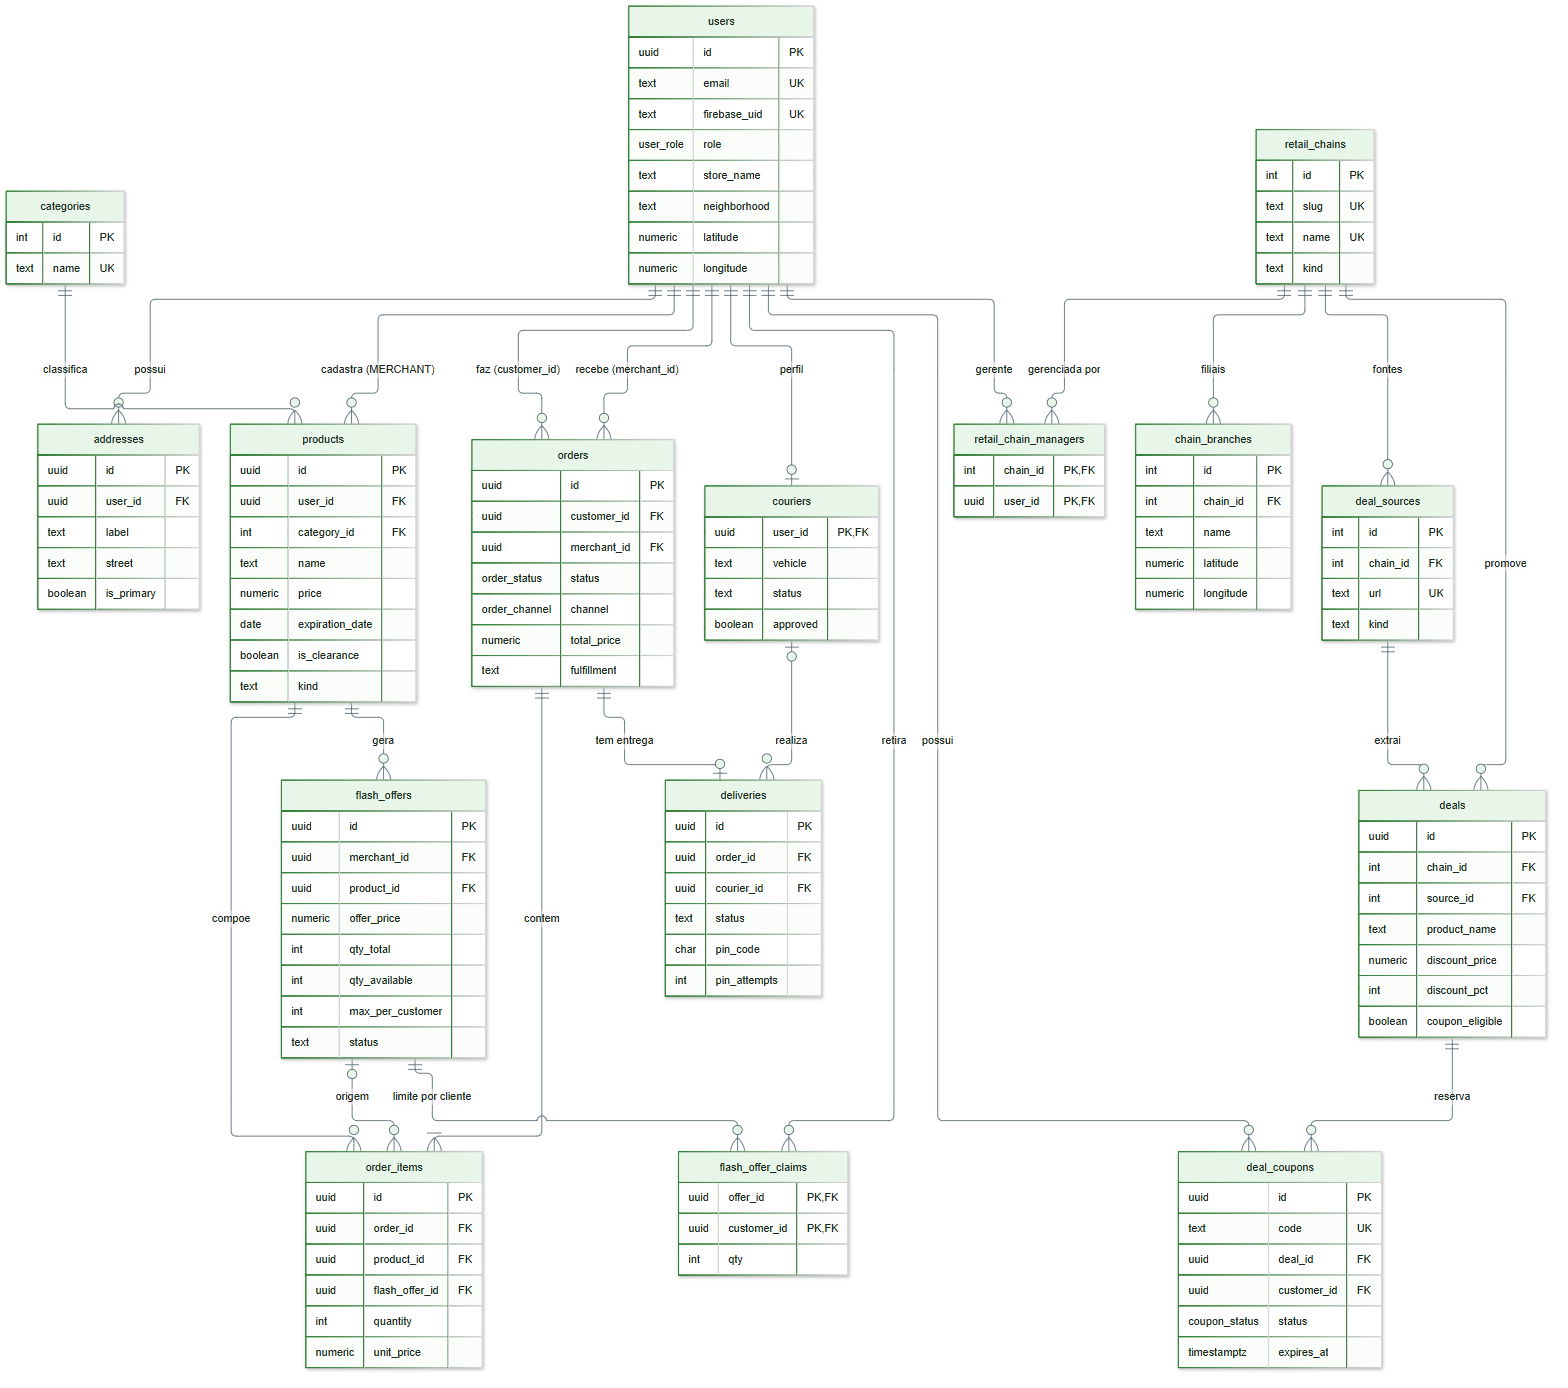 users
uuid id PK
text email UK
text firebase_uid UK
user_role role
text store_name
text neighborhood
numeric latitude
numeric longitude
retail_chains
int id PK
text slug UK
text name UK
text kind
categories
int id PK
text name UK
classifica
possui
cadastra (MERCHANT)
faz (customer_id)
recebe (merchant_id)
perfil
gerente
gerenciada por
filiais
fontes
addresses
uuid id PK
uuid user_id FK
text label
text street
boolean is_primary
products
uuid id PK
uuid user_id FK
int category_id FK
text name
numeric price
date expiration_date
boolean is_clearance
text kind
orders
uuid id PK
uuid customer_id FK
uuid merchant_id FK
order_status status
order_channel channel
numeric total_price
text fulfillment
couriers
uuid user_id PK,FK
text vehicle
text status
boolean approved
retail_chain_managers
int chain_id PK,FK
uuid user_id PK,FK
chain_branches
int id PK
int chain_id FK
text name
numeric latitude
numeric longitude
deal_sources
int id PK
int chain_id FK
text url UK
text kind
promove
gera
tem entrega
realiza
retira
possui
extrai
flash_offers
uuid id PK
uuid merchant_id FK
uuid product_id FK
numeric offer_price
int qty_total
int qty_available
int max_per_customer
text status
deliveries
uuid id PK
uuid order_id FK
uuid courier_id FK
text status
char pin_code
int pin_attempts
deals
uuid id PK
int chain_id FK
int source_id FK
text product_name
numeric discount_price
int discount_pct
boolean coupon_eligible
compoe
contem
origem
limite por cliente
reserva
order_items
uuid id PK
uuid order_id FK
uuid product_id FK
uuid flash_offer_id FK
int quantity
numeric unit_price
flash_offer_claims
uuid offer_id PK,FK
uuid customer_id PK,FK
int qty
deal_coupons
uuid id PK
text code UK
uuid deal_id FK
uuid customer_id FK
coupon_status status
timestamptz expires_at